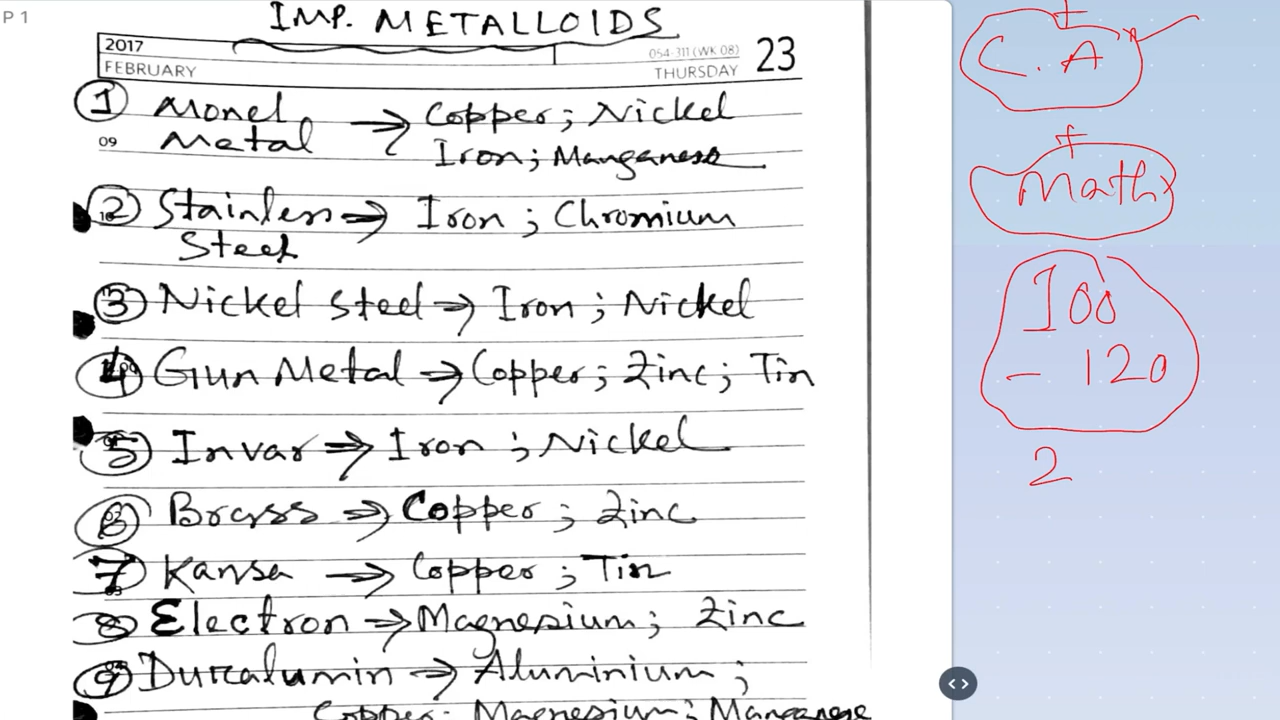 P 1
IMP. METALLOIDS
2017
054-311 (WK 08)
FEBRUARY
THURSDAY 23
① Monel → Copper ; Nickel
09 Metal Iron ; Manganese
② Stainless → Iron ; Chromium
Steel
③ Nickel Steel → Iron ; Nickel
④ Gun Metal → Copper ; Zinc ; Tin
⑤ Invar → Iron ; Nickel
⑥ Brass → Copper ; Zinc
⑦ Kansa → Copper ; Tin
⑧ Electron → Magnesium ; Zinc
⑨ Duralumin → Aluminium ;
Copper ; Magnesium ; Manganese
+
C.A
+
Maths
100
- 120
2